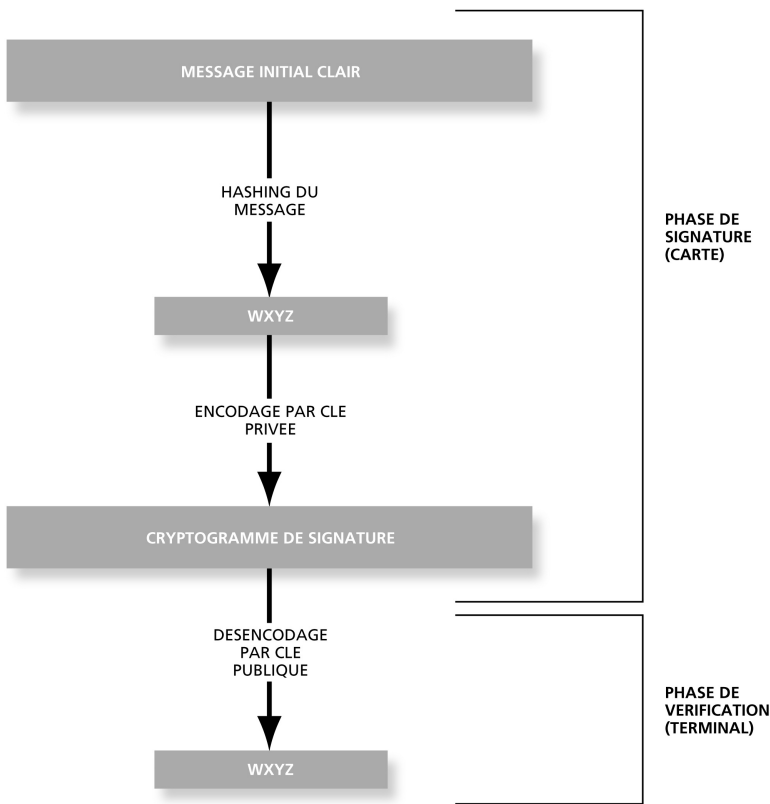 MESSAGE INITIAL CLAIR
HASHING DU
MESSAGE
PHASE DE
SIGNATURE
(CARTE)
WXYZ
ENCODAGE PAR CLE
PRIVEE
CRYPTOGRAMME DE SIGNATURE
DESENCODAGE
PAR CLE
PUBLIQUE
PHASE DE
VERIFICATION
(TERMINAL)
WXYZ